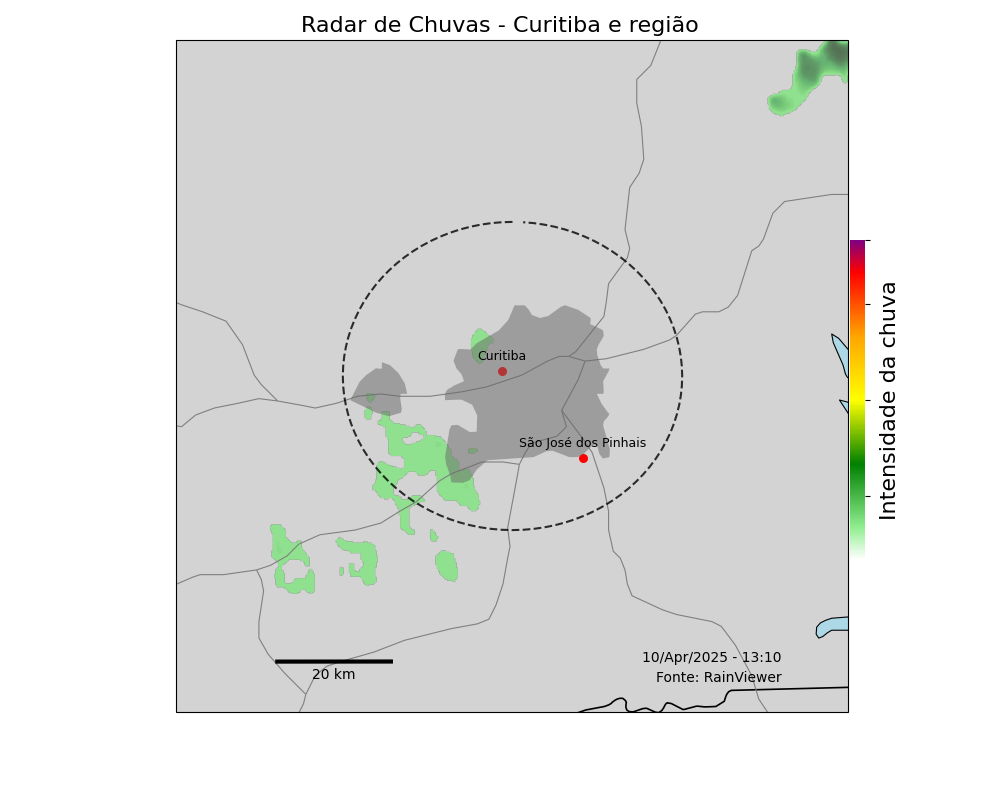 Radar de Chuvas - Curitiba e região
Curitiba
São José dos Pinhais
Intensidade da chuva
10/Apr/2025 - 13:10
Fonte: RainViewer
20 km